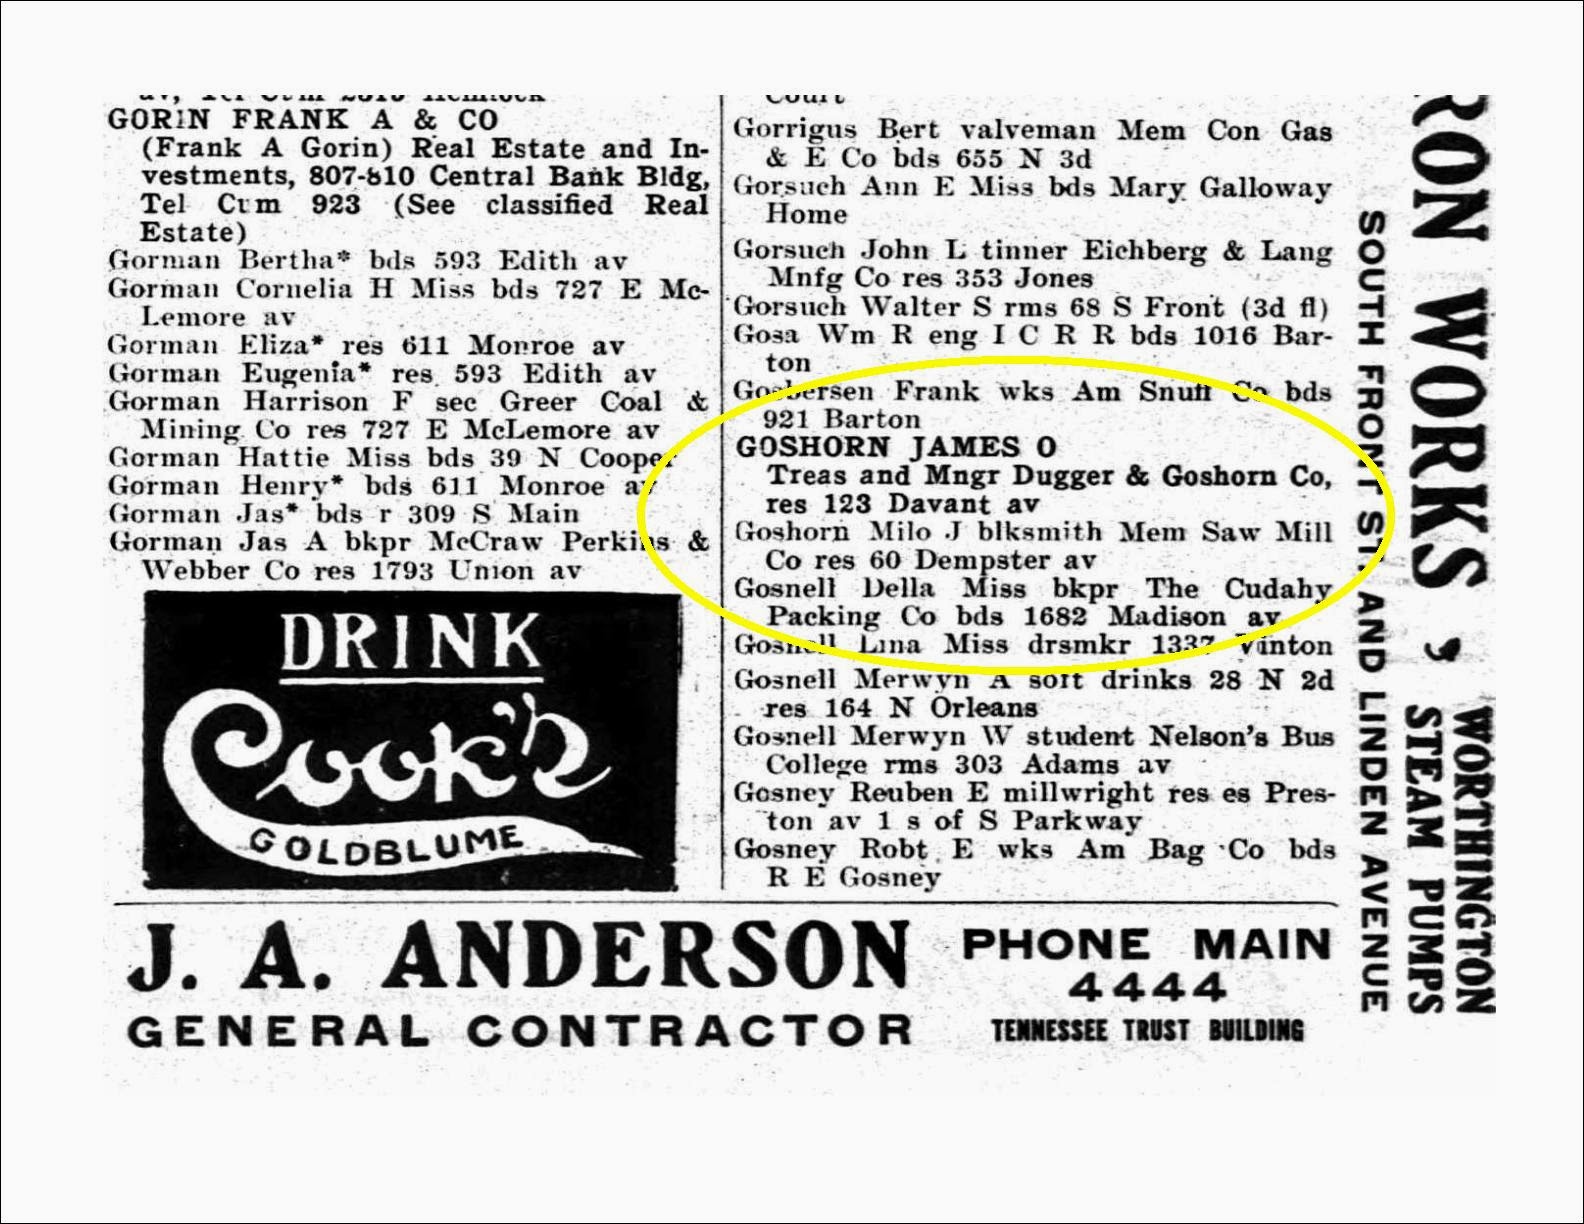 GORIN FRANK A & CO
(Frank A Gorin) Real Estate and In-
vestments, 807-810 Central Bank Bldg,
Tel Cum 923 (See classified Real
Estate)
Gorman Bertha* bds 593 Edith av
Gorman Cornelia H Miss bds 727 E Mc-
Lemore av
Gorman Eliza* res 611 Monroe av
Gorman Eugenia* res 593 Edith av
Gorman Harrison F sec Greer Coal &
Mining Co res 727 E McLemore av
Gorman Hattie Miss bds 39 N Cooper
Gorman Henry* bds 611 Monroe av
Gorman Jas* bds r 309 S Main
Gorman Jas A bkpr McCraw Perkins &
Webber Co res 1793 Union av
DRINK
Cook's
GOLDBLUME
Court
Gorrigus Bert valveman Mem Con Gas
& E Co bds 655 N 3d
Gorsuch Ann E Miss bds Mary Galloway
Home
Gorsuch John L tinner Eichberg & Lang
Mnfg Co res 353 Jones
Gorsuch Walter S rms 68 S Front (3d fl)
Gosa Wm R eng I C R R bds 1016 Bar-
ton
Gosbersen Frank wks Am Snuff Co bds
921 Barton
GOSHORN JAMES O
Treas and Mngr Dugger & Goshorn Co,
res 123 Davant av
Goshorn Milo J blksmith Mem Saw Mill
Co res 60 Dempster av
Gosnell Della Miss bkpr The Cudahy
Packing Co bds 1682 Madison av
Gosnell Lina Miss drsmkr 1337 Vinton
Gosnell Merwyn A soft drinks 28 N 2d
res 164 N Orleans
Gosnell Merwyn W student Nelson's Bus
College rms 303 Adams av
Gosney Reuben E millwright res es Pres-
ton av 1 s of S Parkway
Gosney Robt E wks Am Bag Co bds
R E Gosney
J. A. ANDERSON
GENERAL CONTRACTOR
PHONE MAIN
4444
TENNESSEE TRUST BUILDING
RON WORKS,
SOUTH FRONT ST. AND LINDEN AVENUE
WORTHINGTON
STEAM PUMPS